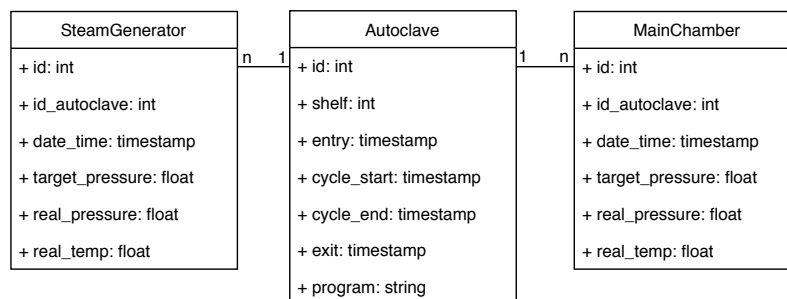 SteamGenerator
+ id: int
+ id_autoclave: int
+ date_time: timestamp
+ target_pressure: float
+ real_pressure: float
+ real_temp: float
n 1
Autoclave
+ id: int
+ shelf: int
+ entry: timestamp
+ cycle_start: timestamp
+ cycle_end: timestamp
+ exit: timestamp
+ program: string
1 n
MainChamber
+ id: int
+ id_autoclave: int
+ date_time: timestamp
+ target_pressure: float
+ real_pressure: float
+ real_temp: float